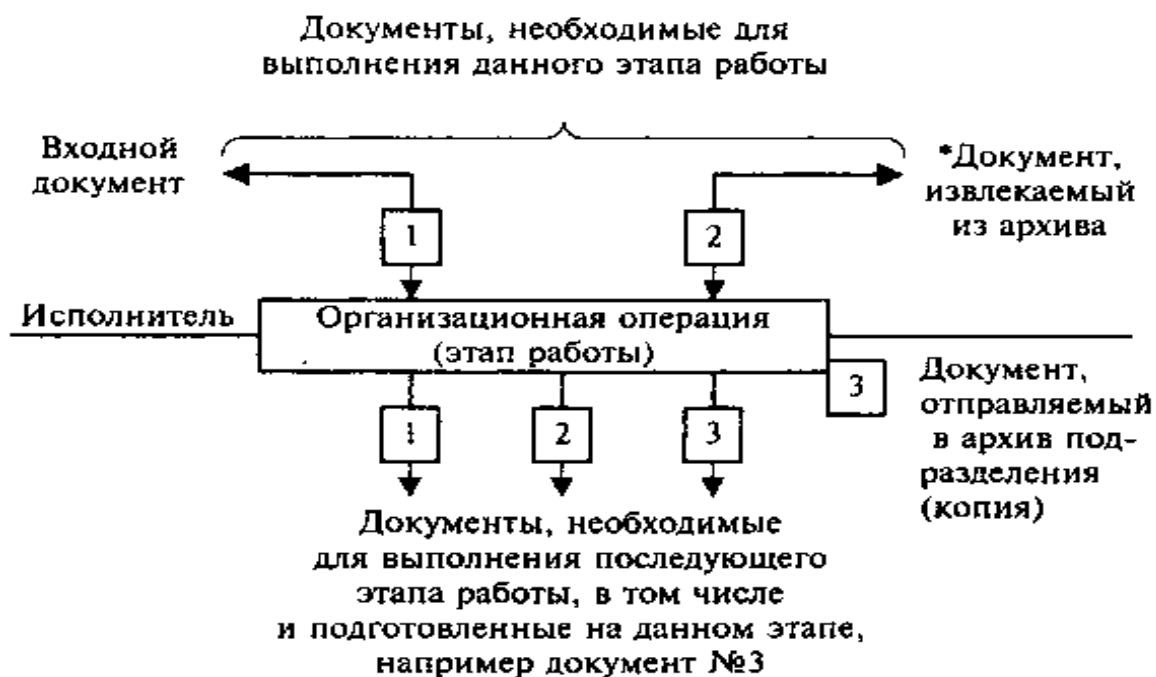 Документы, необходимые для
выполнения данного этапа работы
Входной
документ
*Документ,
извлекаемый
из архива
1
2
Исполнитель
Организационная операция
(этап работы)
3
Документ,
отправляемый
в архив под-
разделения
(копия)
1
2
3
Документы, необходимые
для выполнения последующего
этапа работы, в том числе
и подготовленные на данном этапе,
например документ №3